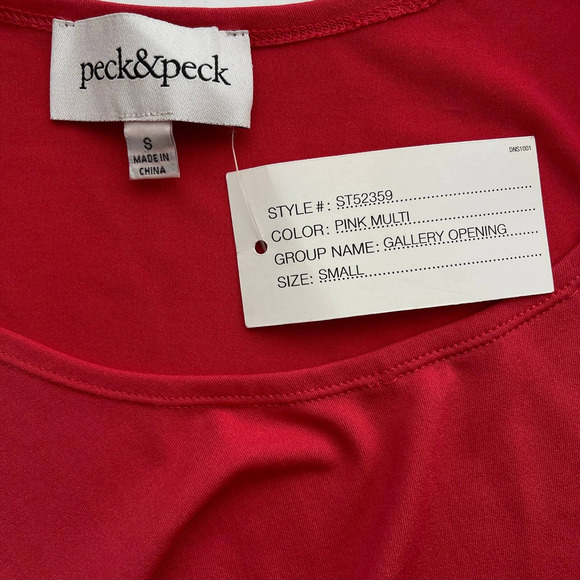 peck&peck
S
MADE IN
CHINA
DNS1001
STYLE #: ST52359
COLOR: PINK MULTI
GROUP NAME: GALLERY OPENING
SIZE: SMALL